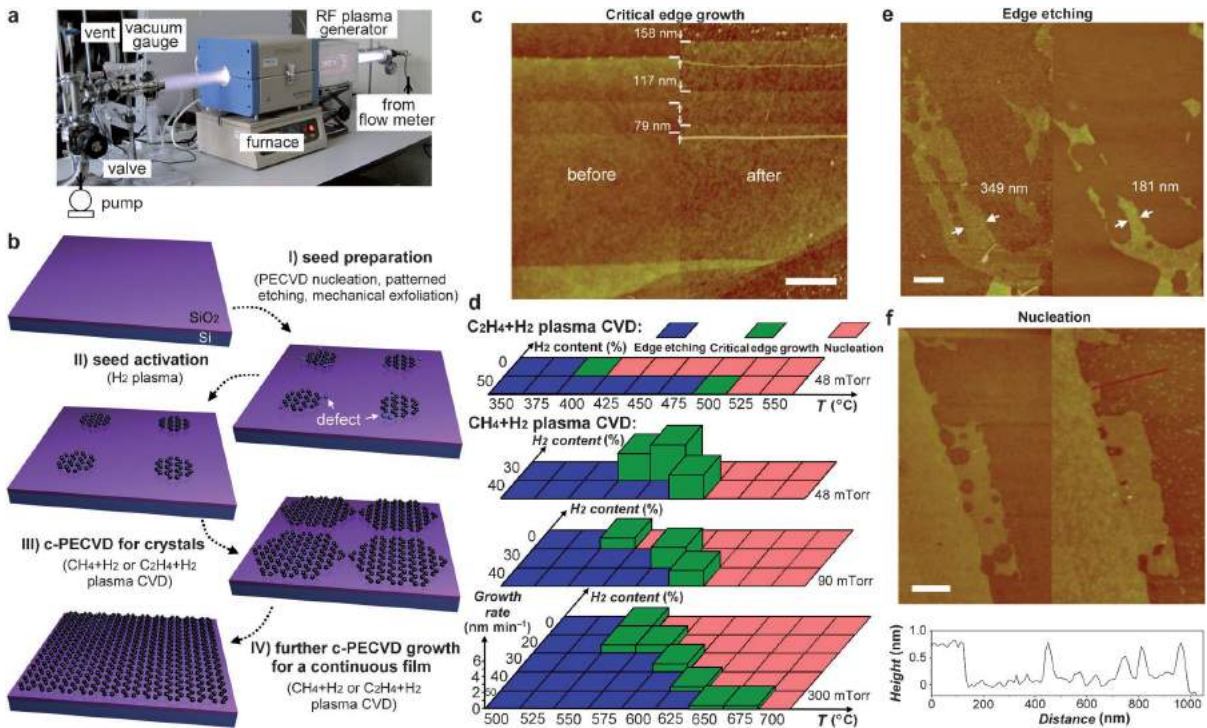 a
vent
vacuum
gauge
RF plasma
generator
from
flow meter
furnace
valve
pump
b
I) seed preparation
(PECVD nucleation, patterned
etching, mechanical exfoliation)
SiO2
Si
II) seed activation
(H2 plasma)
defect
III) c-PECVD for crystals
(CH4+H2 or C2H4+H2
plasma CVD)
IV) further c-PECVD growth
for a continuous film
(CH4+H2 or C2H4+H2
plasma CVD)
c
Critical edge growth
158 nm
117 nm
79 nm
before
after
d
C2H4+H2 plasma CVD:
H2 content (%)
Edge etching
Critical edge growth
Nucleation
0
50
48 mTorr
350 375 400 425 450 475 500 525 550 T (°C)
CH4+H2 plasma CVD:
H2 content (%)
30
40
48 mTorr
H2 content (%)
0
30
40
90 mTorr
H2 content (%)
Growth
rate
(nm min−1)
0
20
30
40
50
6
4
2
0
300 mTorr
500 525 550 575 600 625 640 650 675 700 T (°C)
e
Edge etching
349 nm
181 nm
f
Nucleation
Height (nm)
1.0
0.5
0
0 200 400 600 800 1000
Distance (nm)